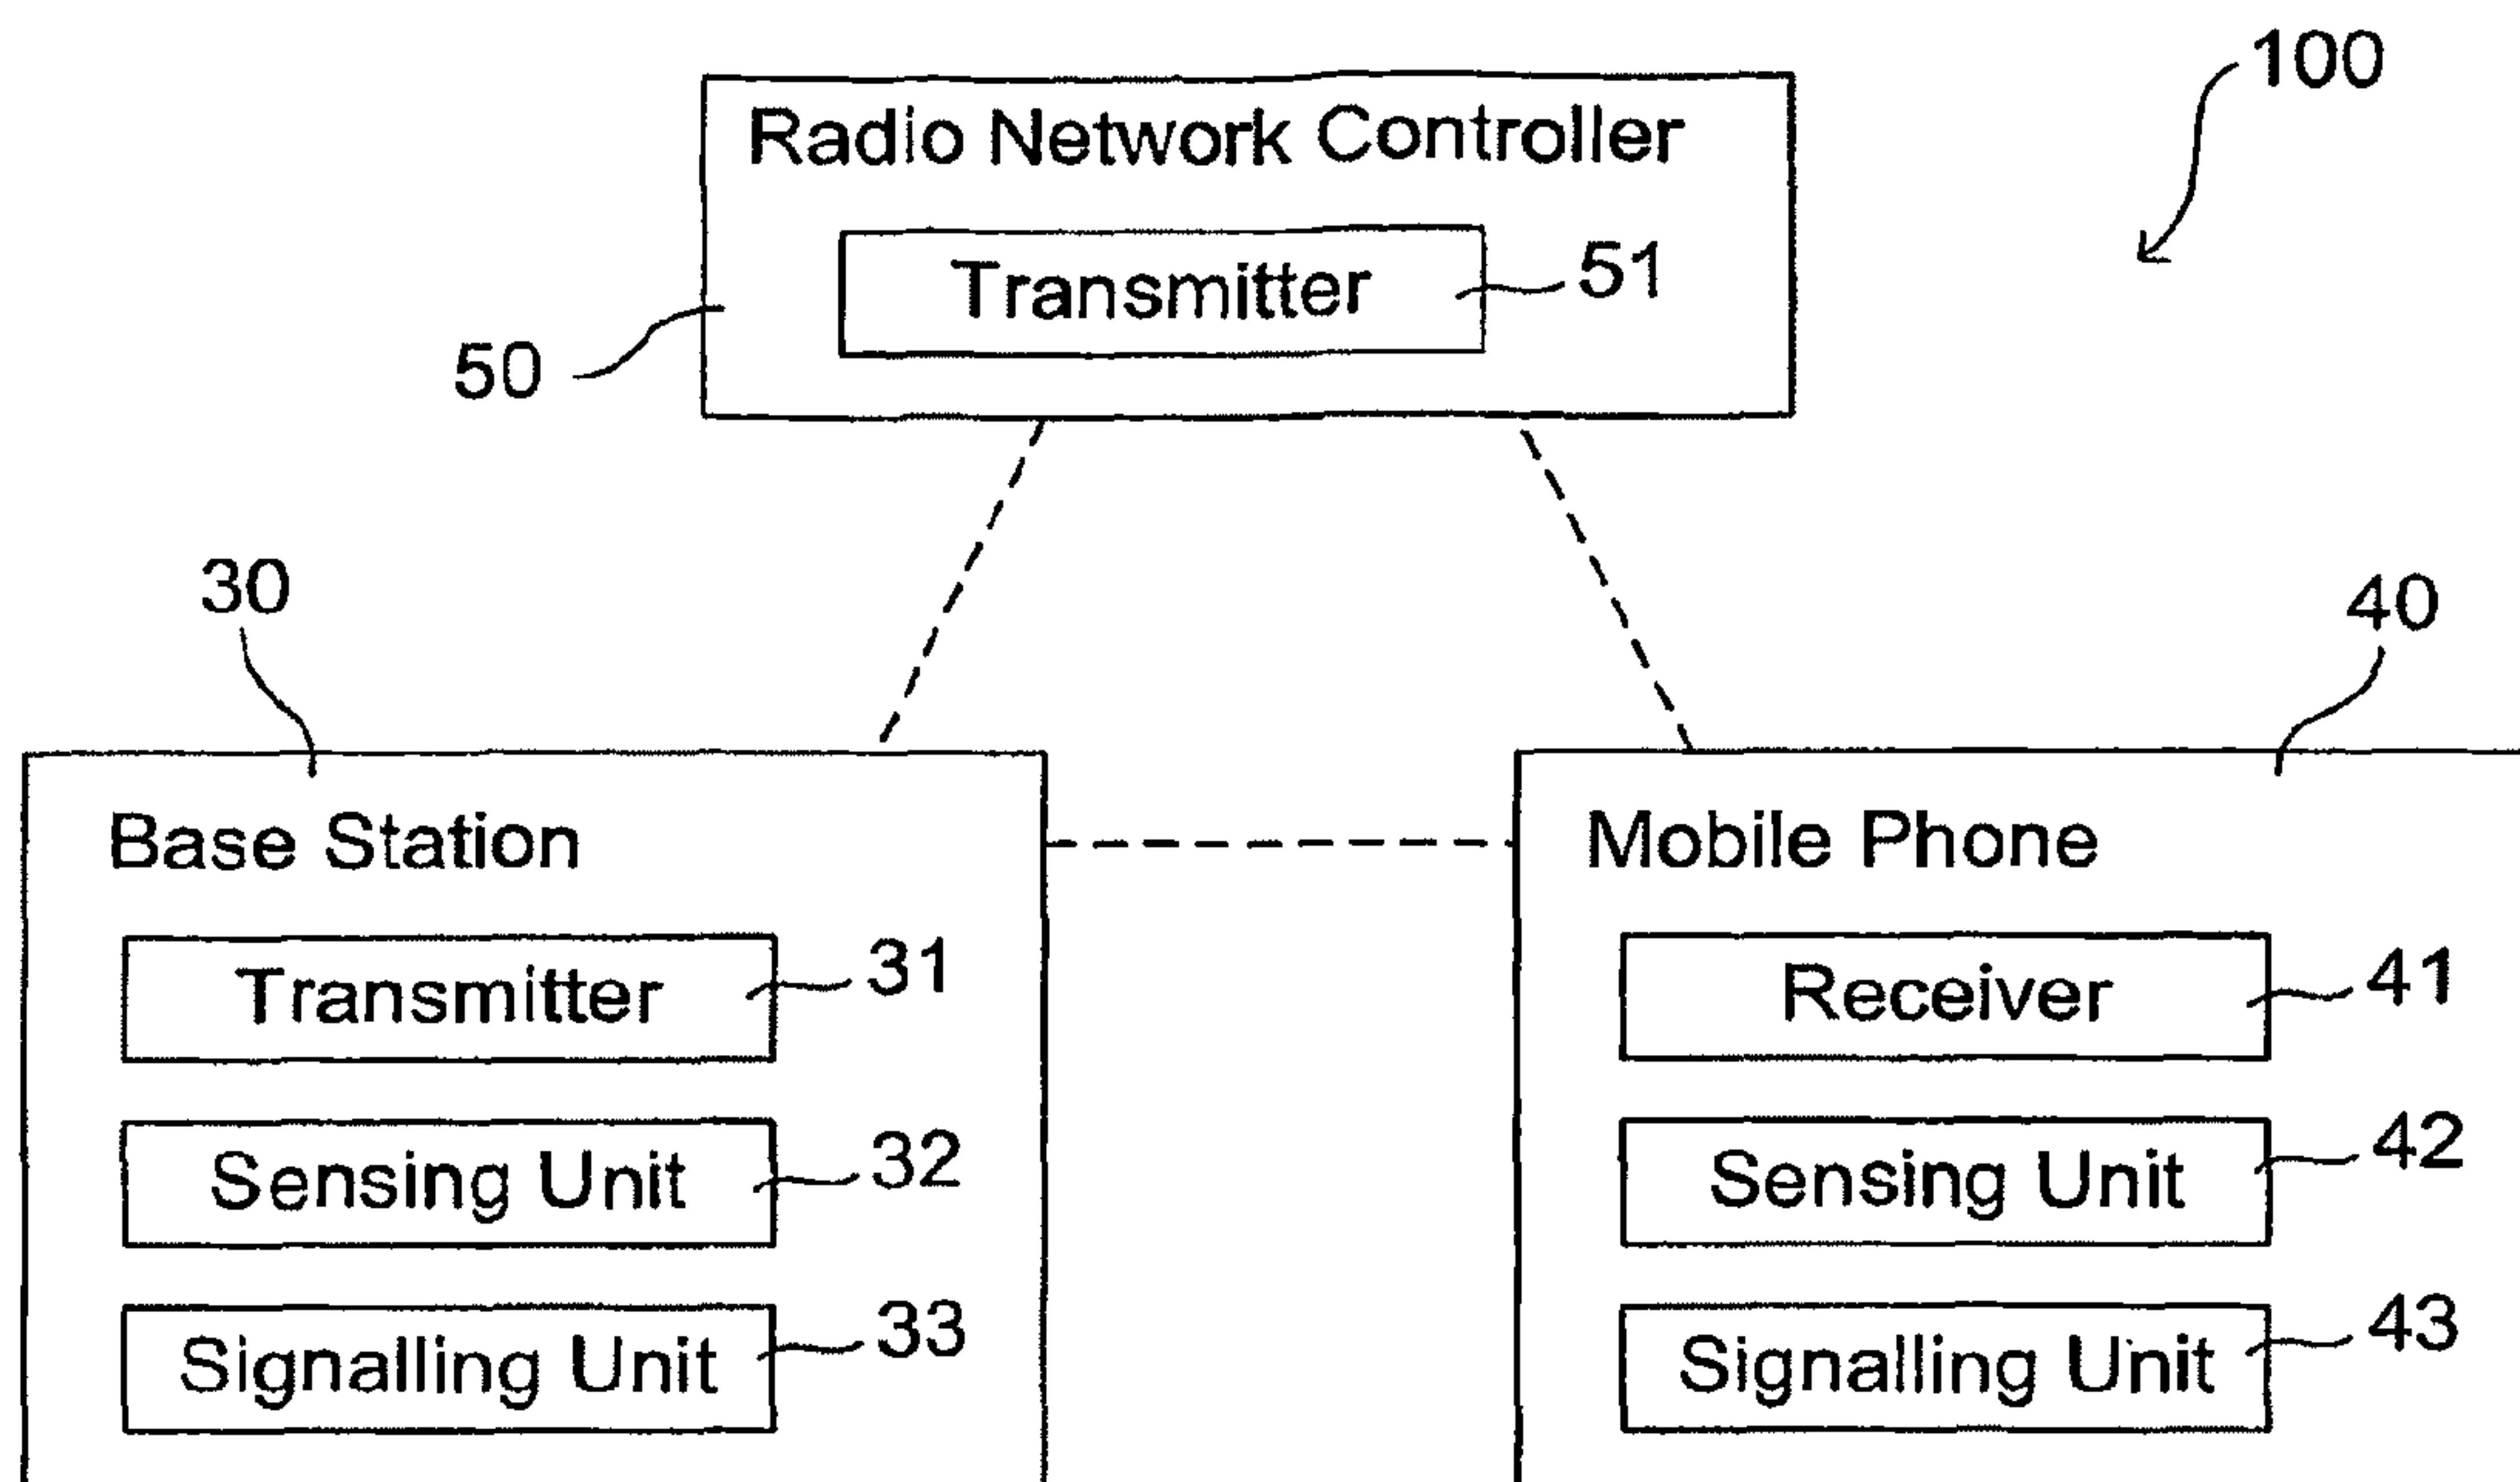 100
Radio Network Controller
Transmitter
51
50
30
40
Base Station
Mobile Phone
Transmitter
31
Receiver
41
Sensing Unit
32
Sensing Unit
42
Signalling Unit
33
Signalling Unit
43